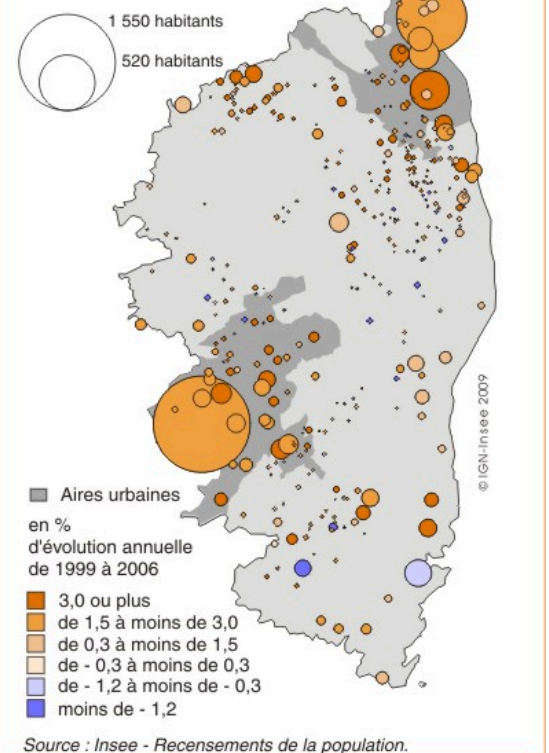 1 550 habitants
520 habitants
© IGN-Insee 2009
Aires urbaines
en %
d'évolution annuelle
de 1999 à 2006
3,0 ou plus
de 1,5 à moins de 3,0
de 0,3 à moins de 1,5
de - 0,3 à moins de 0,3
de - 1,2 à moins de - 0,3
moins de - 1,2
Source : Insee - Recensements de la population.